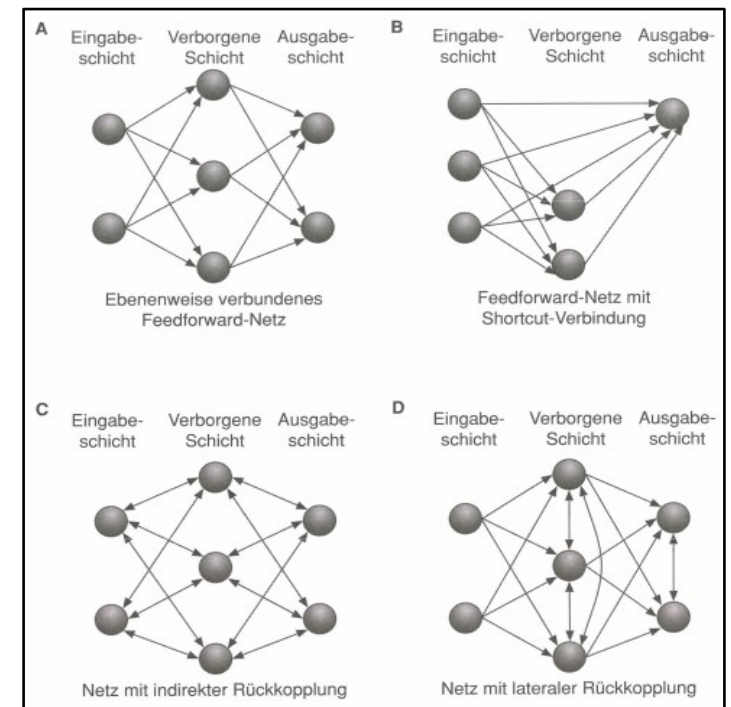 A
Eingabe-
schicht
Verborgene
Schicht
Ausgabe-
schicht
Ebenenweise verbundenes
Feedforward-Netz
B
Eingabe-
schicht
Verborgene
Schicht
Ausgabe-
schicht
Feedforward-Netz mit
Shortcut-Verbindung
C
Eingabe-
schicht
Verborgene
Schicht
Ausgabe-
schicht
Netz mit indirekter Rückkopplung
D
Eingabe-
schicht
Verborgene
Schicht
Ausgabe-
schicht
Netz mit lateraler Rückkopplung